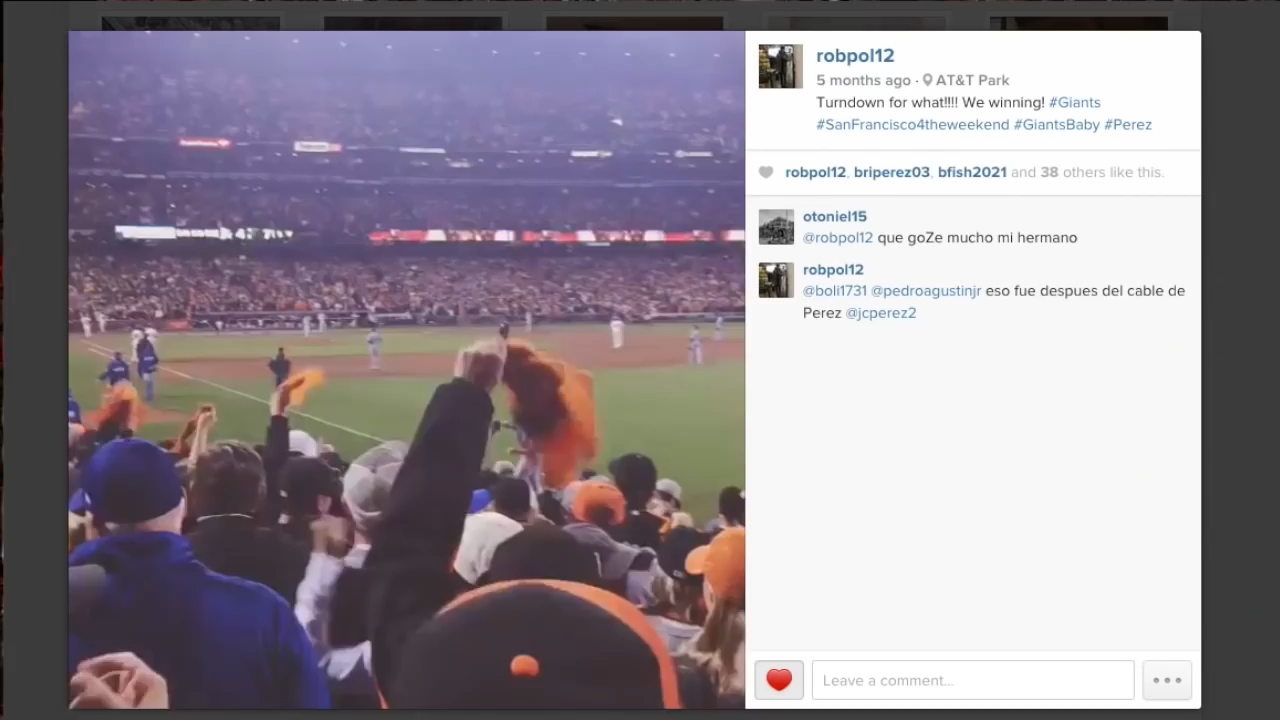 robpol12
5 months ago · AT&T Park
Turndown for what!!!! We winning! #Giants
#SanFrancisco4theweekend #GiantsBaby #Perez
robpol12, briperez03, bfish2021 and 38 others like this.
otoniel15
@robpol12 que goZe mucho mi hermano
robpol12
@boli1731 @pedroagustinjr eso fue despues del cable de
Perez @jcperez2
Leave a comment...